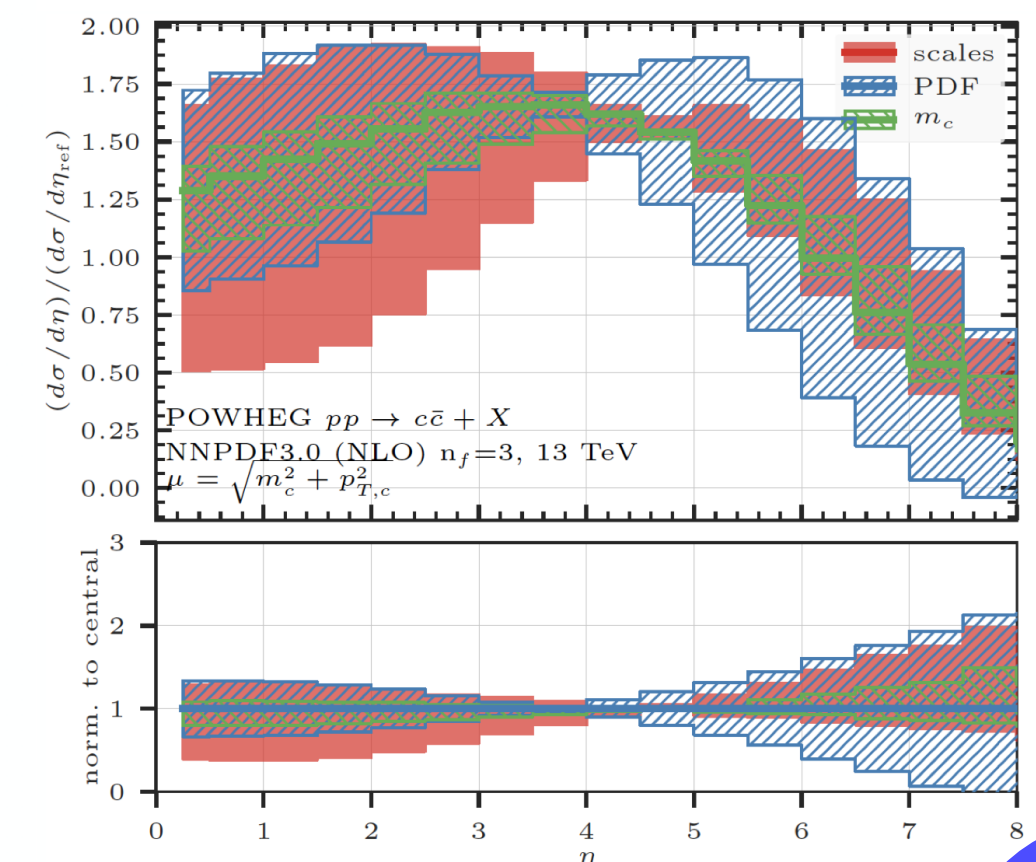 2.00
1.75
1.50
1.25
1.00
0.75
0.50
0.25
0.00
(dσ/dη)/(dσ/dη_ref)
scales
PDF
m_c
POWHEG pp → cc̄ + X
NNPDF3.0 (NLO) n_f=3, 13 TeV
μ = √(m_c^2 + p_{T,c}^2)
3
2
1
0
norm. to central
0 1 2 3 4 5 6 7 8